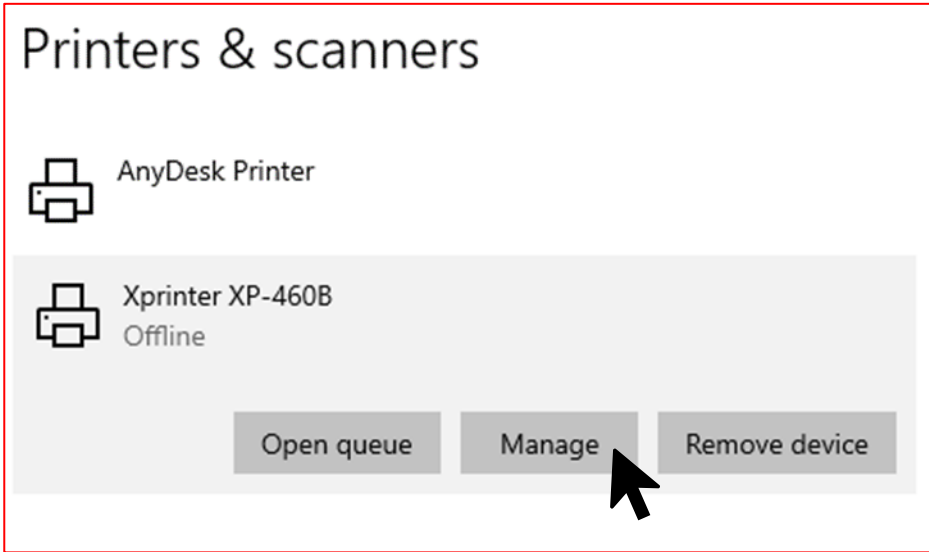 Printers & scanners
AnyDesk Printer
Xprinter XP-460B
Offline
Open queue
Manage
Remove device